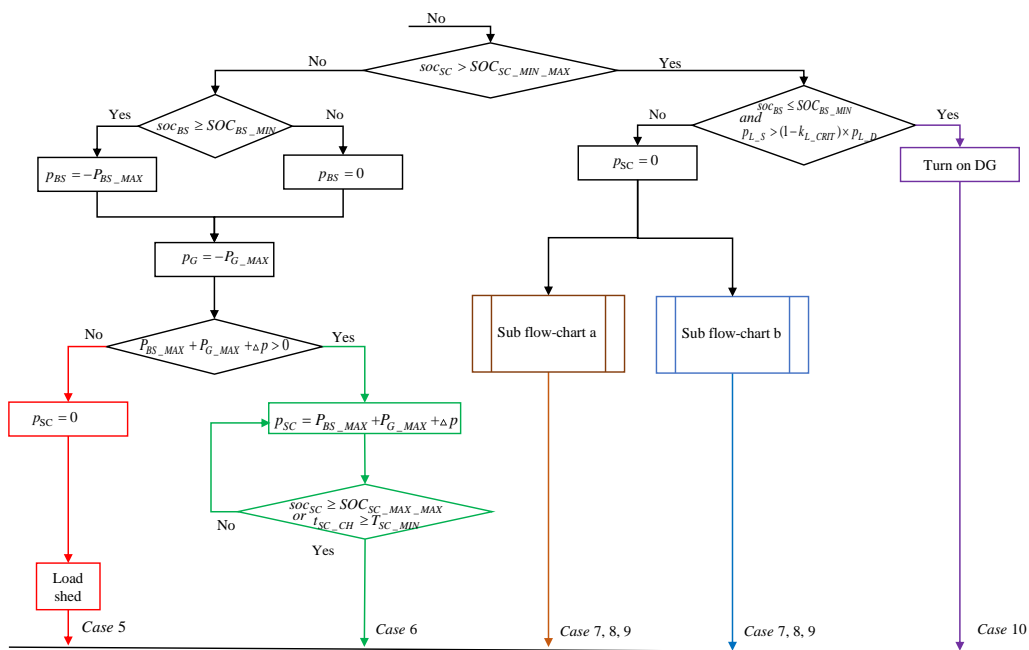 No
soc_SC > SOC_SC_MIN_MAX
No
Yes
soc_BS ≥ SOC_BS_MIN
Yes
No
soc_BS ≤ SOC_BS_MIN
and
p_L_S > (1−k_L_CRIT)×p_L_D
No
Yes
p_BS = −P_BS_MAX
p_BS = 0
p_SC = 0
Turn on DG
p_G = −P_G_MAX
P_BS_MAX + P_G_MAX + △p > 0
No
Yes
Sub flow-chart a
Sub flow-chart b
p_SC = 0
p_SC = P_BS_MAX + P_G_MAX + △p
soc_SC ≥ SOC_SC_MAX_MAX
or t_SC_CH ≥ T_SC_MIN
No
Yes
Load
shed
Case 5
Case 6
Case 7, 8, 9
Case 7, 8, 9
Case 10